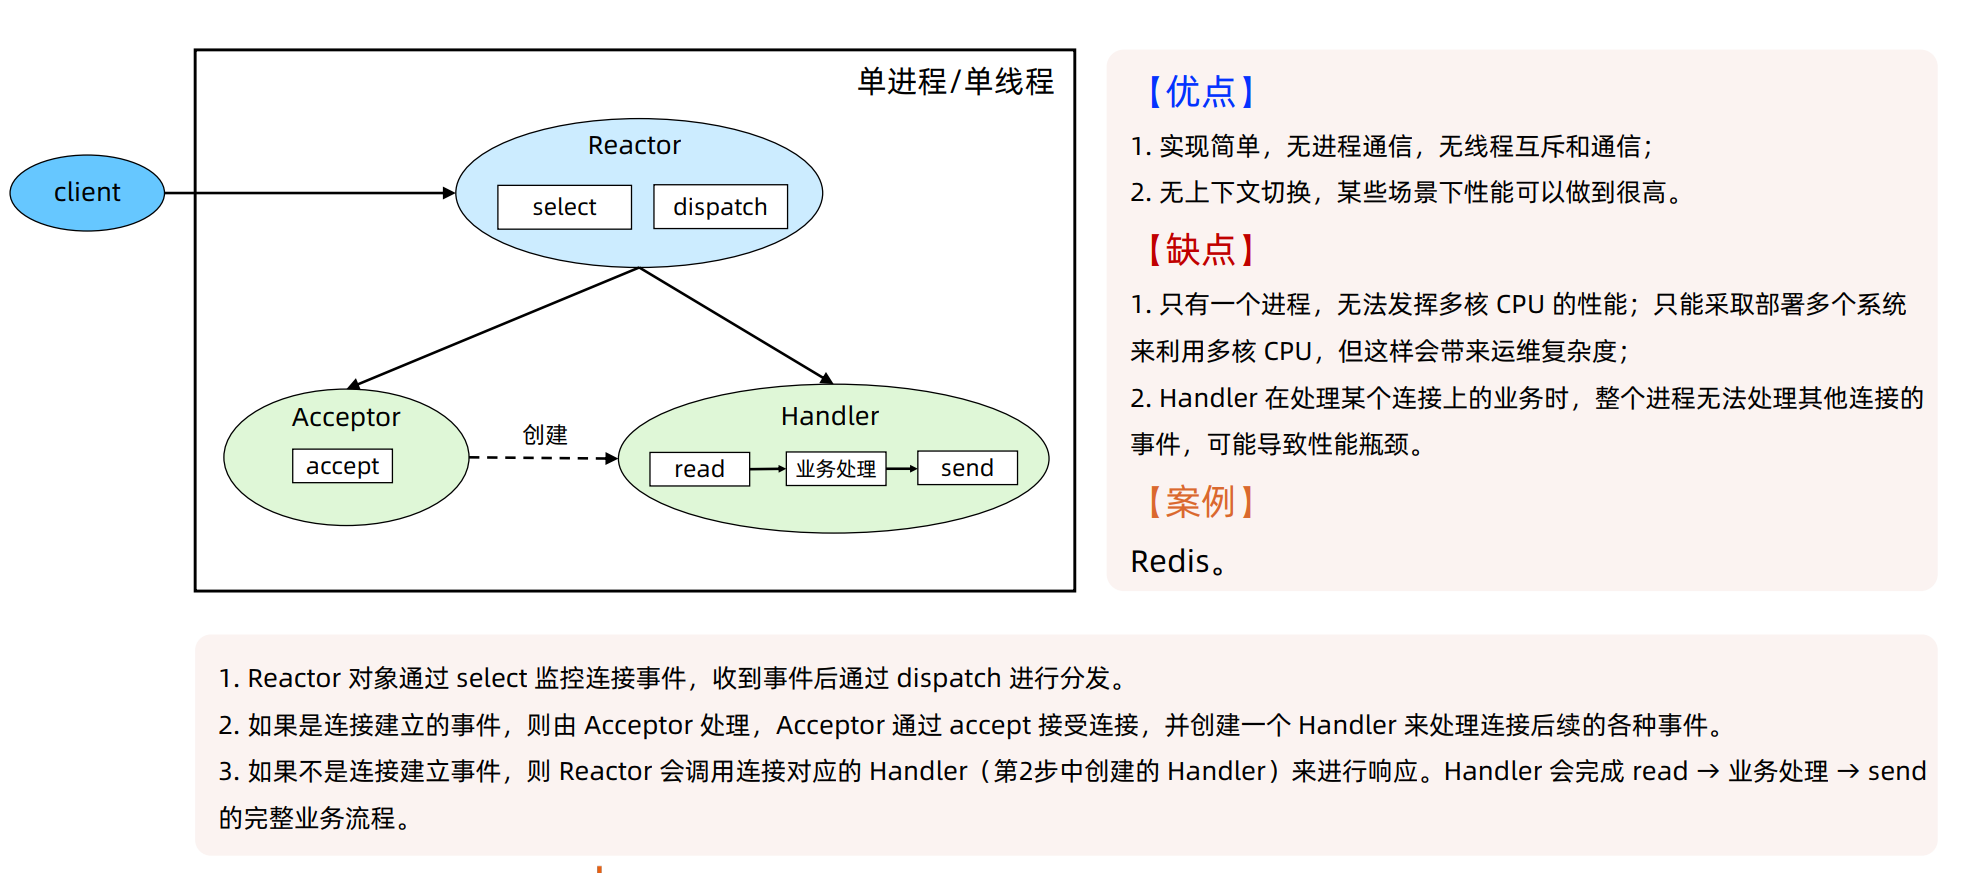 单进程/单线程
client
Reactor
select
dispatch
Acceptor
accept
创建
Handler
read
业务处理
send
【优点】
1. 实现简单，无进程通信，无线程互斥和通信；
2. 无上下文切换，某些场景下性能可以做到很高。
【缺点】
1. 只有一个进程，无法发挥多核 CPU 的性能；只能采取部署多个系统
来利用多核 CPU，但这样会带来运维复杂度；
2. Handler 在处理某个连接上的业务时，整个进程无法处理其他连接的
事件，可能导致性能瓶颈。
【案例】
Redis。
1. Reactor 对象通过 select 监控连接事件，收到事件后通过 dispatch 进行分发。
2. 如果是连接建立的事件，则由 Acceptor 处理，Acceptor 通过 accept 接受连接，并创建一个 Handler 来处理连接后续的各种事件。
3. 如果不是连接建立事件，则 Reactor 会调用连接对应的 Handler（第2步中创建的 Handler）来进行响应。Handler 会完成 read → 业务处理 → send
的完整业务流程。